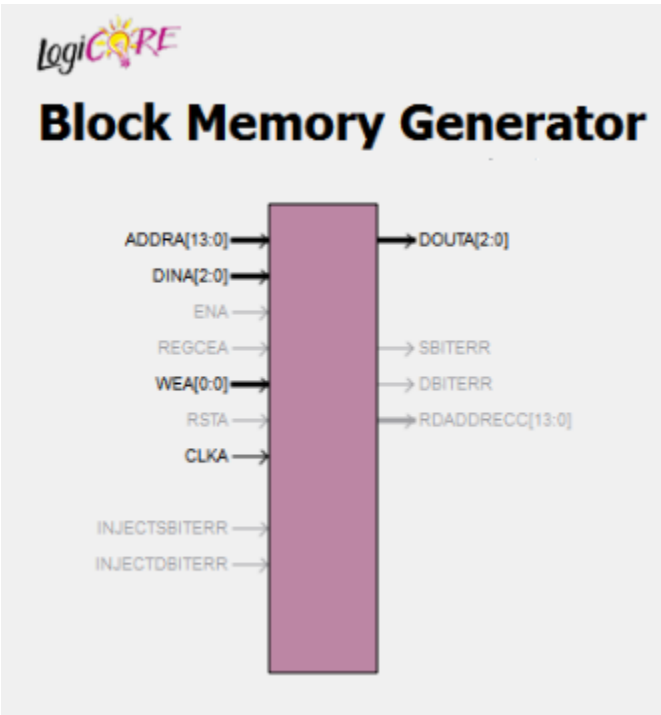 LogiCORE
Block Memory Generator
ADDRA[13:0]
DOUTA[2:0]
DINA[2:0]
ENA
REGCEA
SBITERR
WEA[0:0]
DBITERR
RSTA
RDADDRECC[13:0]
CLKA
INJECTSBITERR
INJECTDBITERR